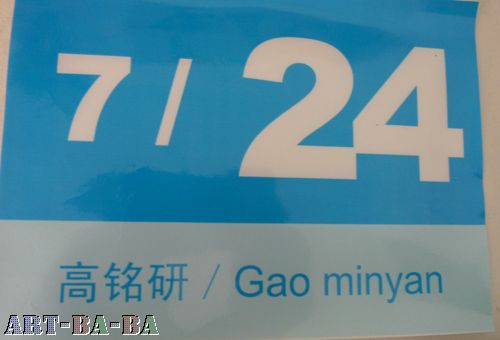 7 / 24
高铭研 / Gao minyan
ART-BA-BA